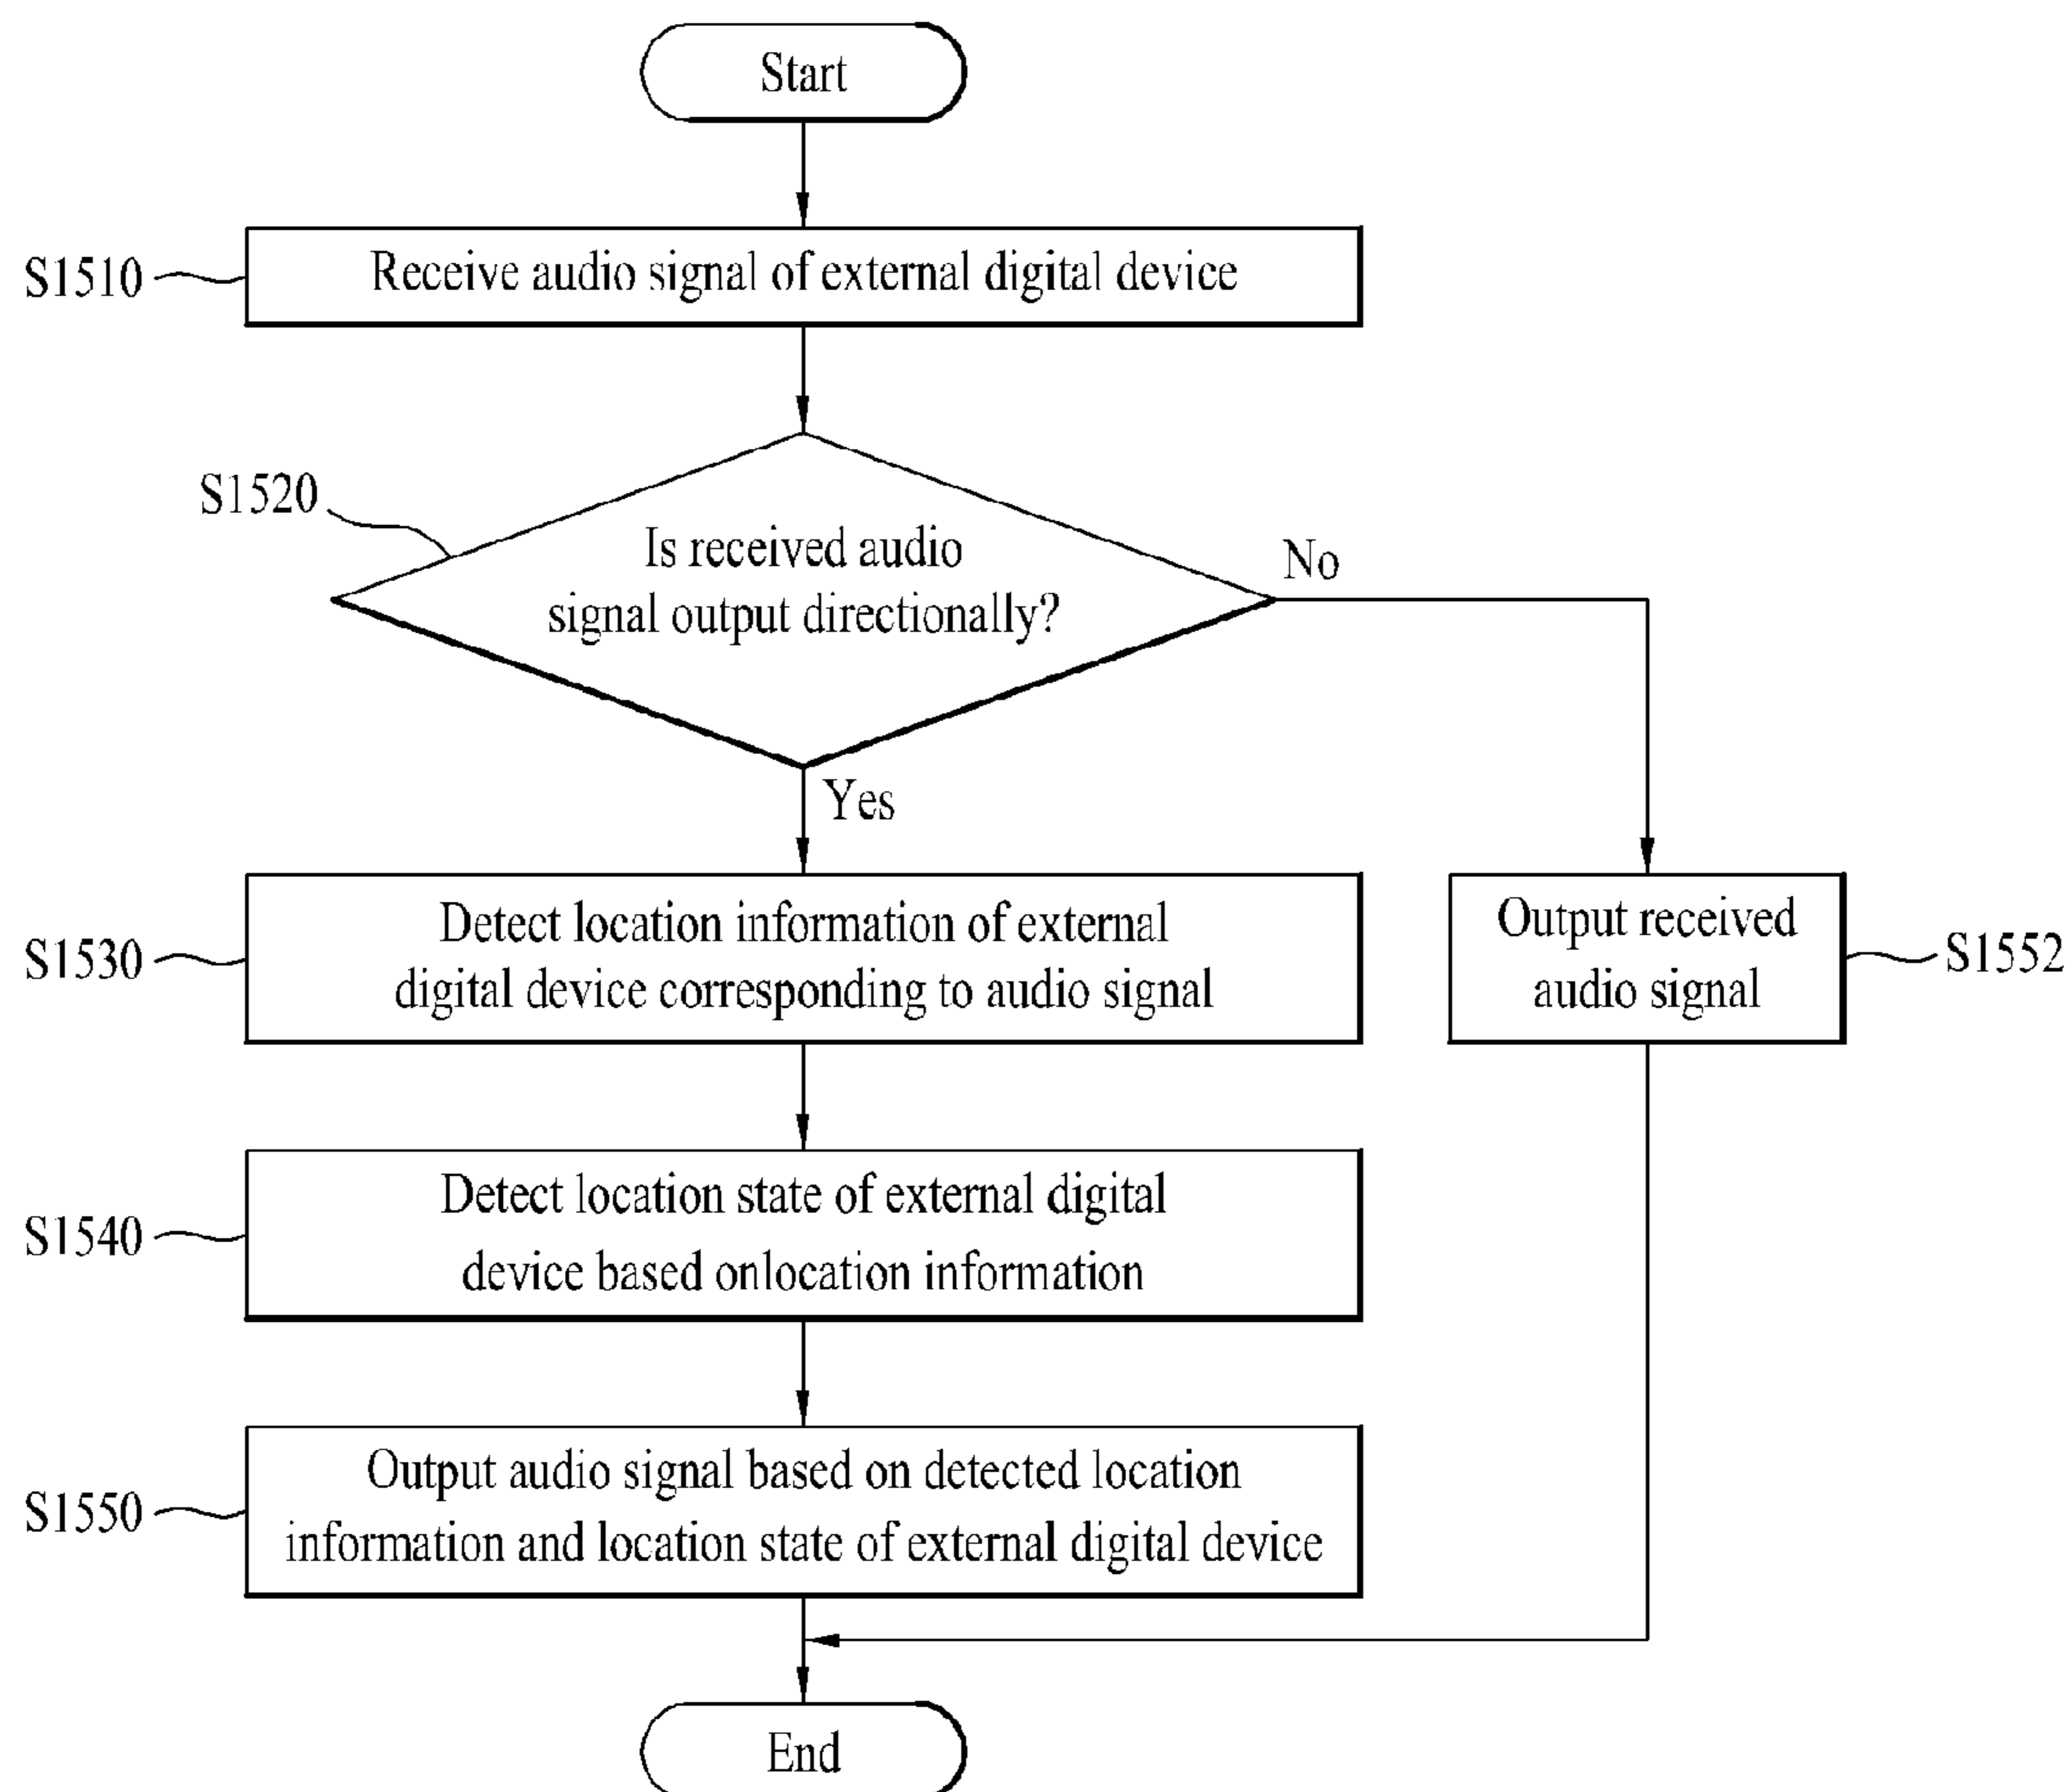 Start
S1510
Receive audio signal of external digital device
S1520
Is received audio
signal output directionally?
No
Yes
S1530
Detect location information of external
digital device corresponding to audio signal
Output received
audio signal
S1552
S1540
Detect location state of external digital
device based onlocation information
S1550
Output audio signal based on detected location
information and location state of external digital device
End